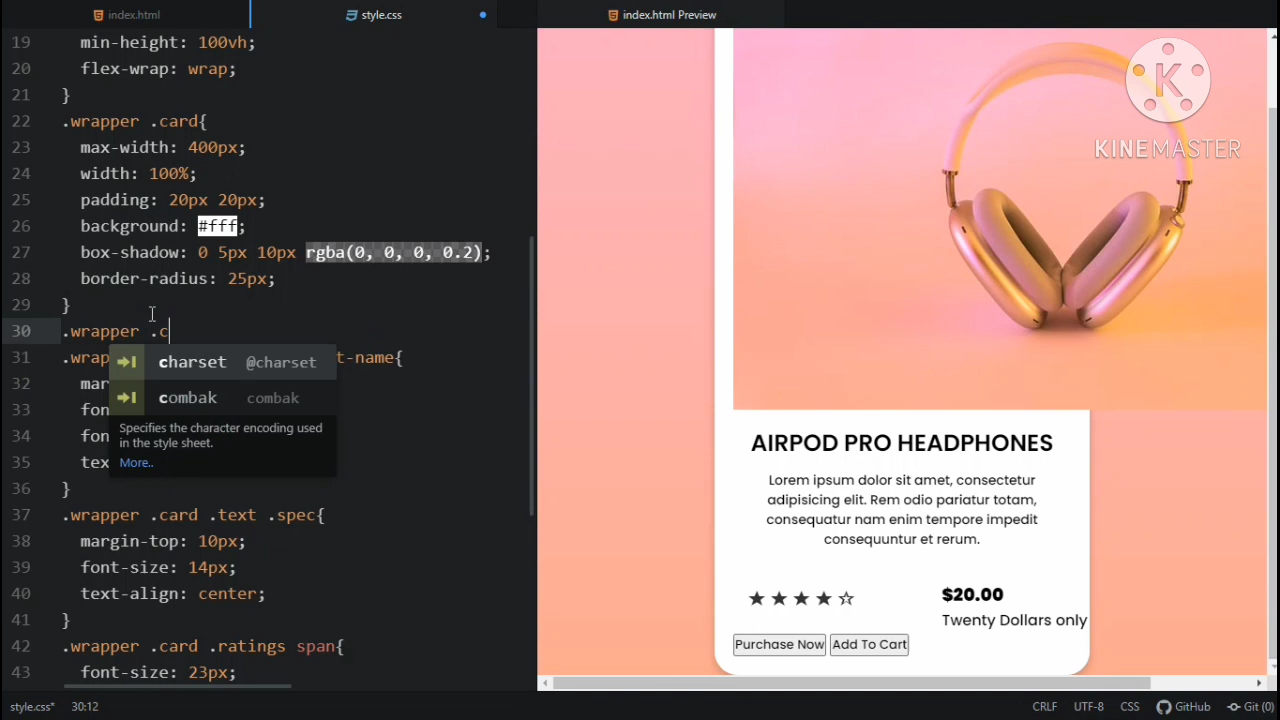 index.html
style.css
index.html Preview
19 min-height: 100vh;
20 flex-wrap: wrap;
21 }
22 .wrapper .card{
23 max-width: 400px;
24 width: 100%;
25 padding: 20px 20px;
26 background: #fff;
27 box-shadow: 0 5px 10px rgba(0, 0, 0, 0.2);
28 border-radius: 25px;
29 }
30 .wrapper .c
31 .wrap t-name{
32 mar
33 fon
34 fon
35 tex
36 }
37 .wrapper .card .text .spec{
38 margin-top: 10px;
39 font-size: 14px;
40 text-align: center;
41 }
42 .wrapper .card .ratings span{
43 font-size: 23px;
charset @charset
combak combak
Specifies the character encoding used
in the style sheet.
More..
K
KINEMASTER
AIRPOD PRO HEADPHONES
Lorem ipsum dolor sit amet, consectetur
adipisicing elit. Rem odio pariatur totam,
consequatur nam enim tempore impedit
consequuntur et rerum.
★ ★ ★ ★ ☆
$20.00
Twenty Dollars only
Purchase Now Add To Cart
style.css* 30:12 CRLF UTF-8 CSS GitHub Git (0)